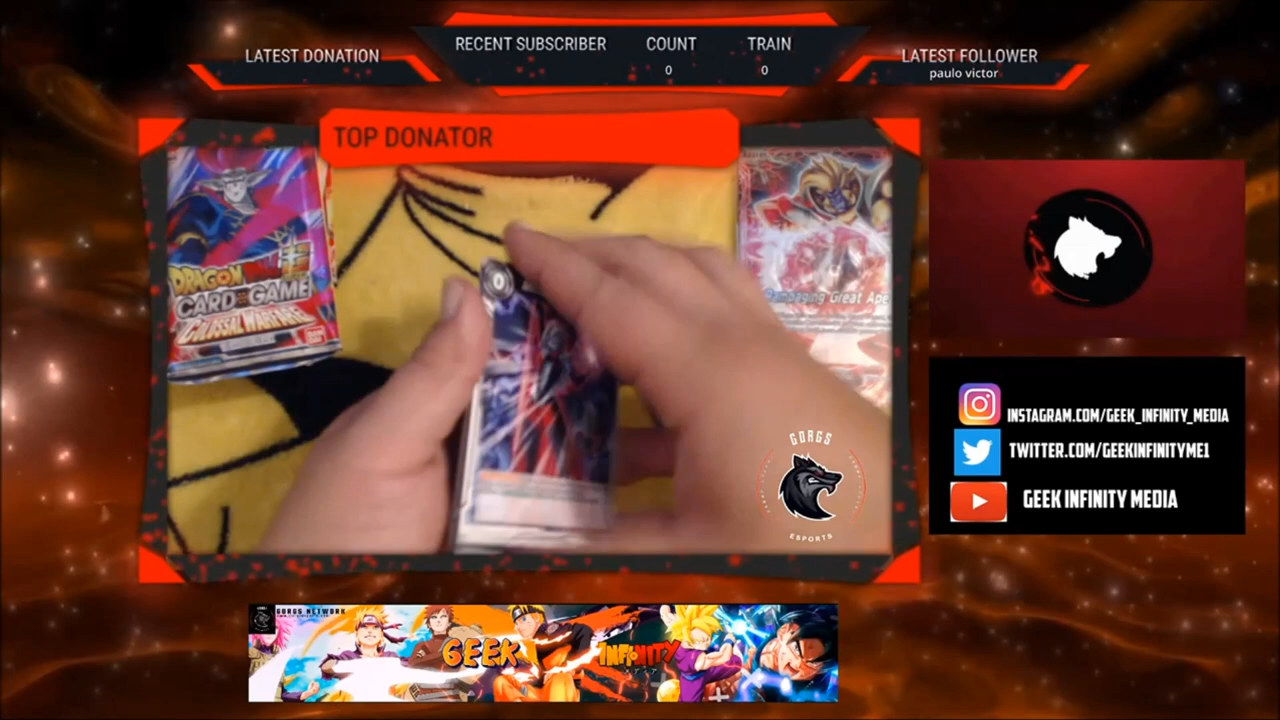 LATEST DONATION
RECENT SUBSCRIBER
COUNT
TRAIN
0
0
LATEST FOLLOWER
paulo victor
TOP DONATOR
DRAGON BALL
CARD GAME
COLOSSAL WARFARE
0
Rampaging Great Ape
GORGS
ESPORTS
INSTAGRAM.COM/GEEK_INFINITY_MEDIA
TWITTER.COM/GEEKINFINITYME1
GEEK INFINITY MEDIA
GORGS NETWORK
GEEK INFINITY